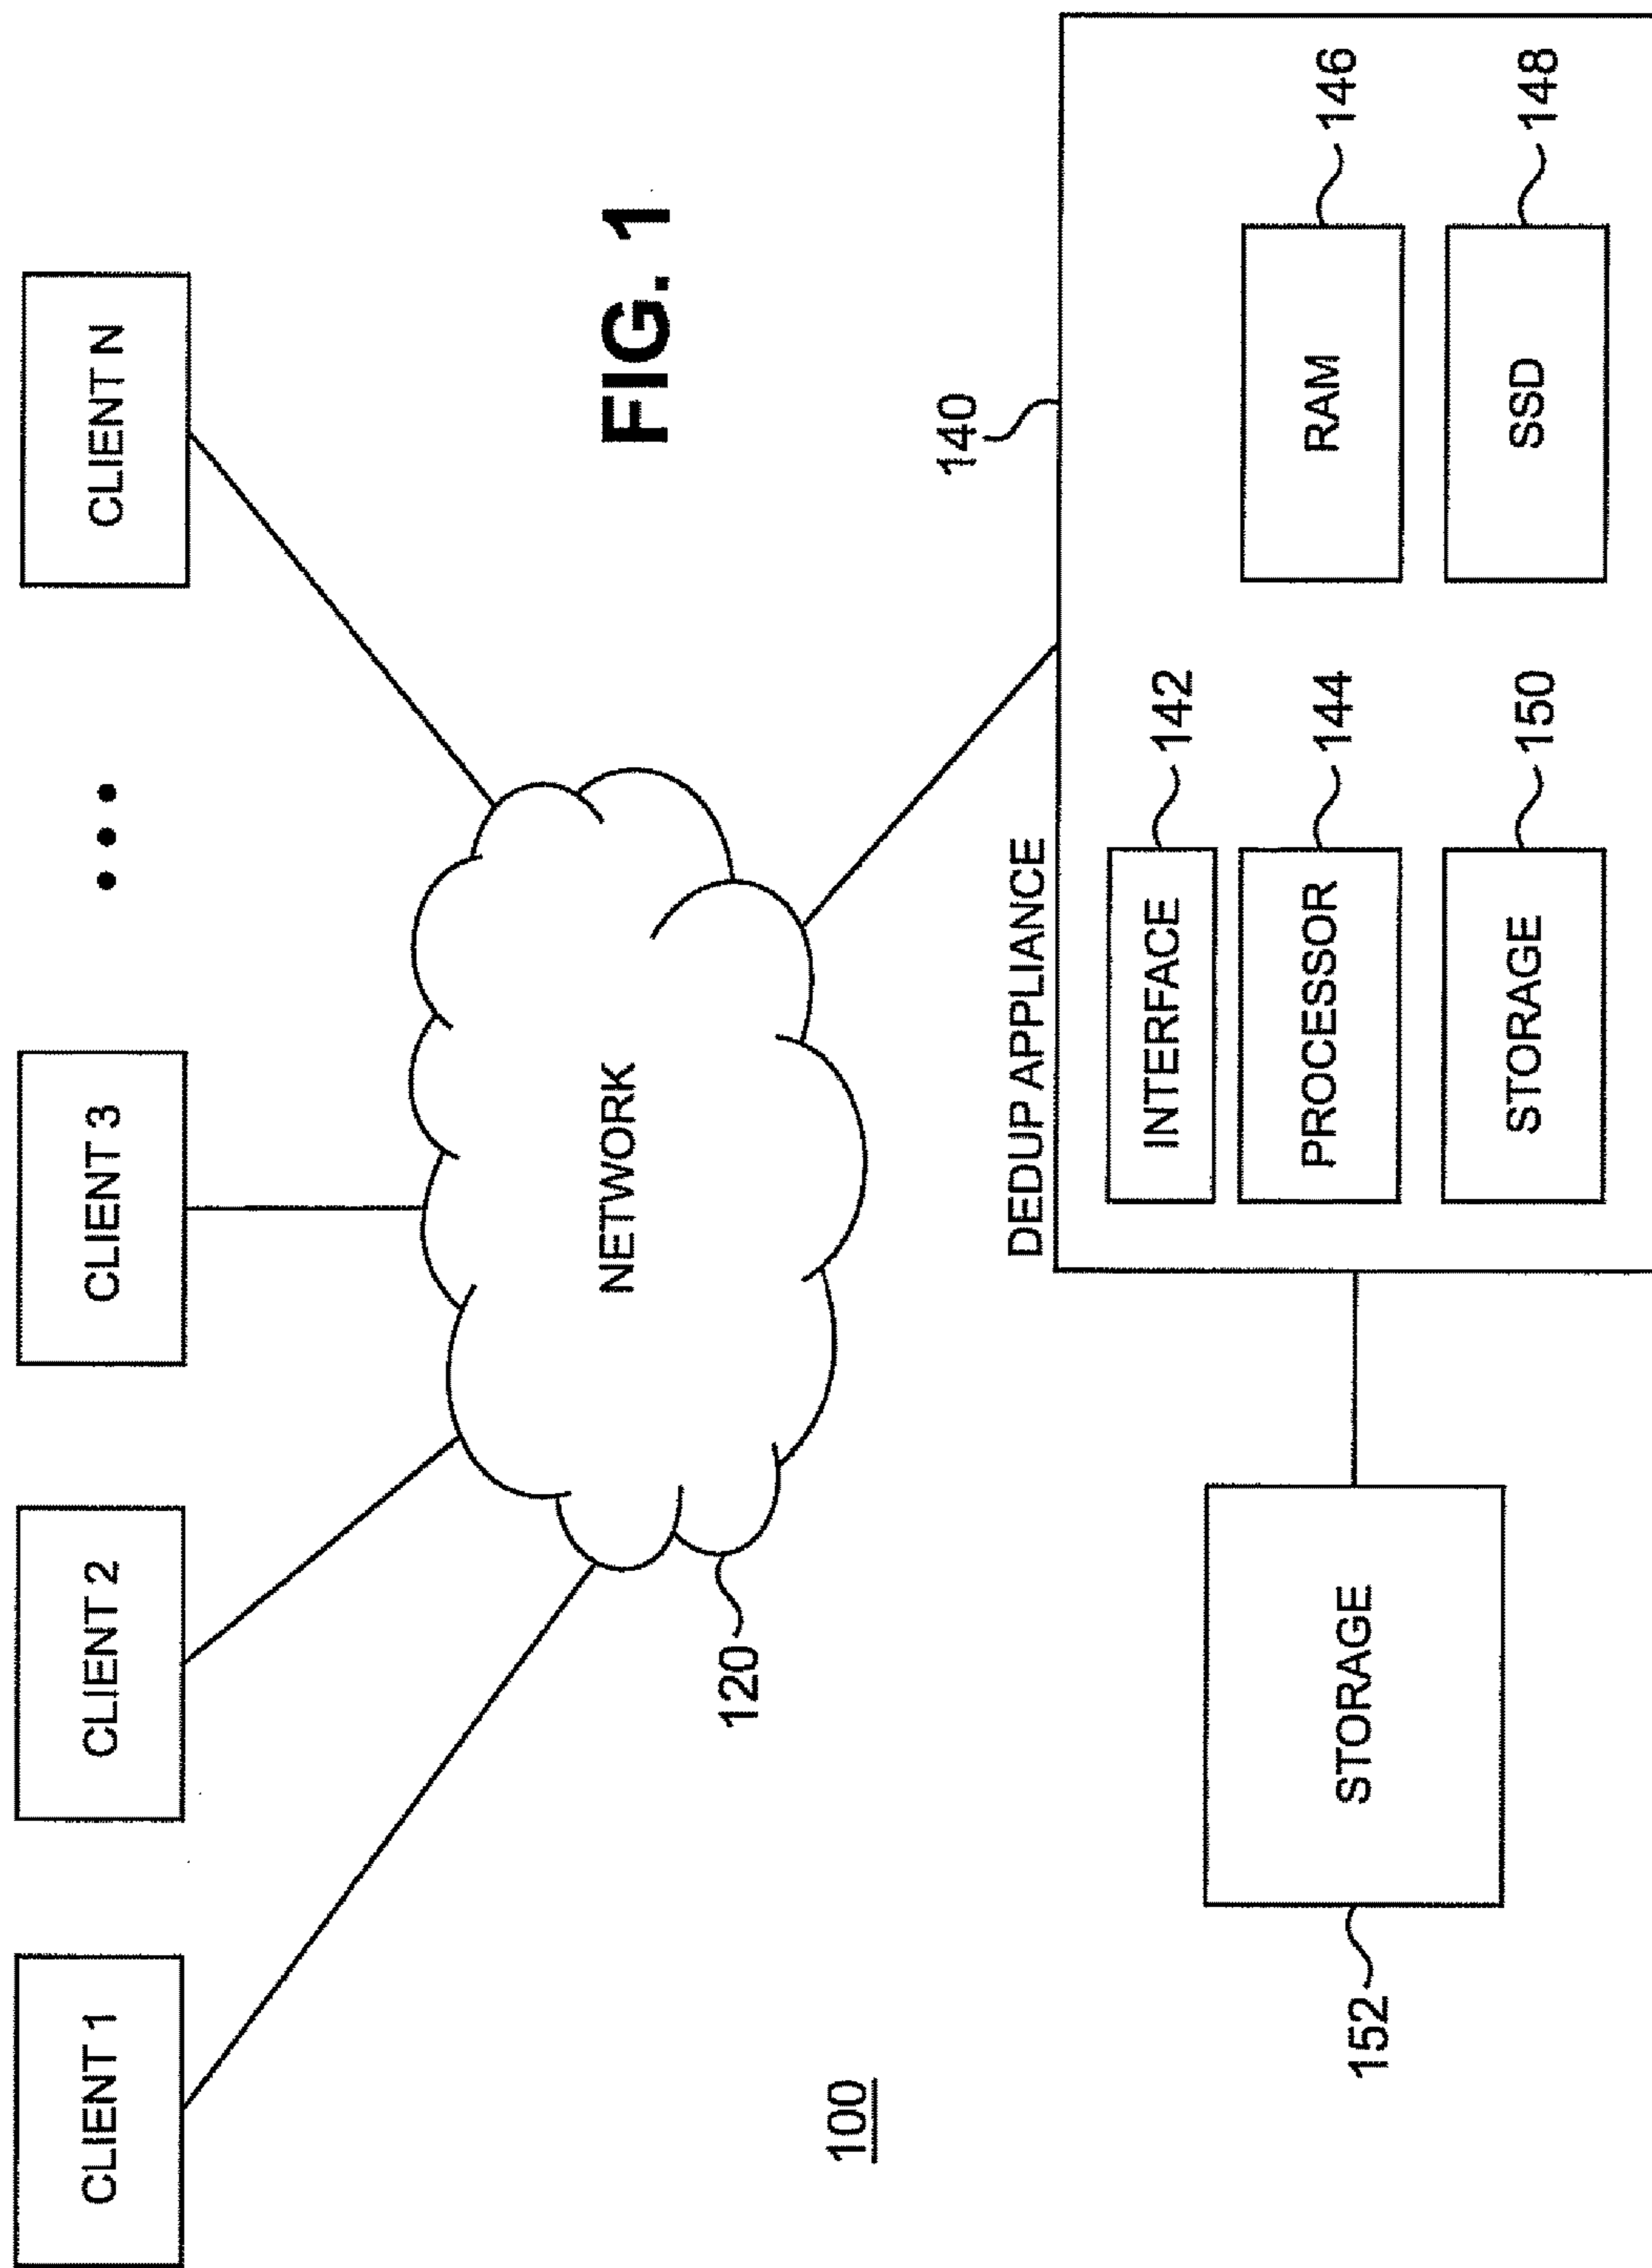 CLIENT 1
CLIENT 2
CLIENT 3
• • •
CLIENT N
NETWORK
120
FIG. 1
100
DEDUP APPLIANCE
140
INTERFACE
142
PROCESSOR
144
RAM
146
STORAGE
150
SSD
148
STORAGE
152